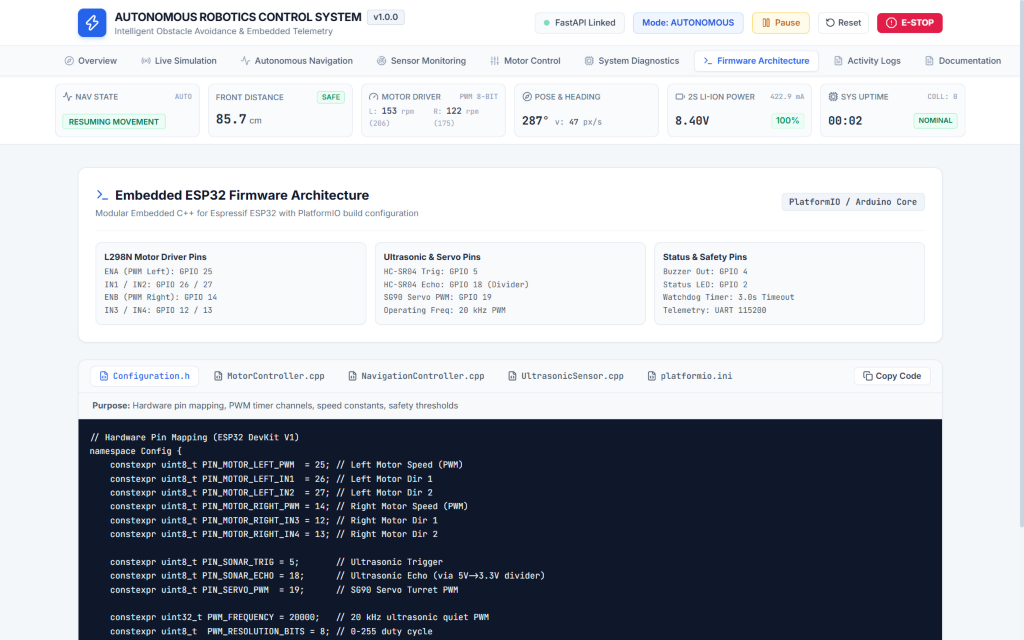 AUTONOMOUS ROBOTICS CONTROL SYSTEM v1.0.0
Intelligent Obstacle Avoidance & Embedded Telemetry
FastAPI Linked
Mode: AUTONOMOUS
Pause
Reset
E-STOP
Overview
Live Simulation
Autonomous Navigation
Sensor Monitoring
Motor Control
System Diagnostics
Firmware Architecture
Activity Logs
Documentation
NAV STATE AUTO
RESUMING MOVEMENT
FRONT DISTANCE SAFE
85.7 cm
MOTOR DRIVER PWM 8-BIT
L: 153 rpm R: 122 rpm
(206) (175)
POSE & HEADING
287° v: 47 px/s
2S LI-ION POWER 422.9 mA
8.40V 100%
SYS UPTIME COLL: 0
00:02 NOMINAL
Embedded ESP32 Firmware Architecture
Modular Embedded C++ for Espressif ESP32 with PlatformIO build configuration
PlatformIO / Arduino Core
L298N Motor Driver Pins
ENA (PWM Left): GPIO 25
IN1 / IN2: GPIO 26 / 27
ENB (PWM Right): GPIO 14
IN3 / IN4: GPIO 12 / 13
Ultrasonic & Servo Pins
HC-SR04 Trig: GPIO 5
HC-SR04 Echo: GPIO 18 (Divider)
SG90 Servo PWM: GPIO 19
Operating Freq: 20 kHz PWM
Status & Safety Pins
Buzzer Out: GPIO 4
Status LED: GPIO 2
Watchdog Timer: 3.0s Timeout
Telemetry: UART 115200
Configuration.h
MotorController.cpp
NavigationController.cpp
UltrasonicSensor.cpp
platformio.ini
Copy Code
Purpose: Hardware pin mapping, PWM timer channels, speed constants, safety thresholds
// Hardware Pin Mapping (ESP32 DevKit V1)
namespace Config {
    constexpr uint8_t PIN_MOTOR_LEFT_PWM  = 25; // Left Motor Speed (PWM)
    constexpr uint8_t PIN_MOTOR_LEFT_IN1  = 26; // Left Motor Dir 1
    constexpr uint8_t PIN_MOTOR_LEFT_IN2  = 27; // Left Motor Dir 2
    constexpr uint8_t PIN_MOTOR_RIGHT_PWM = 14; // Right Motor Speed (PWM)
    constexpr uint8_t PIN_MOTOR_RIGHT_IN3 = 12; // Right Motor Dir 1
    constexpr uint8_t PIN_MOTOR_RIGHT_IN4 = 13; // Right Motor Dir 2
    constexpr uint8_t PIN_SONAR_TRIG = 5;       // Ultrasonic Trigger
    constexpr uint8_t PIN_SONAR_ECHO = 18;      // Ultrasonic Echo (via 5V->3.3V divider)
    constexpr uint8_t PIN_SERVO_PWM  = 19;      // SG90 Servo Turret PWM
    constexpr uint32_t PWM_FREQUENCY = 20000;   // 20 kHz ultrasonic quiet PWM
    constexpr uint8_t  PWM_RESOLUTION_BITS = 8; // 0-255 duty cycle